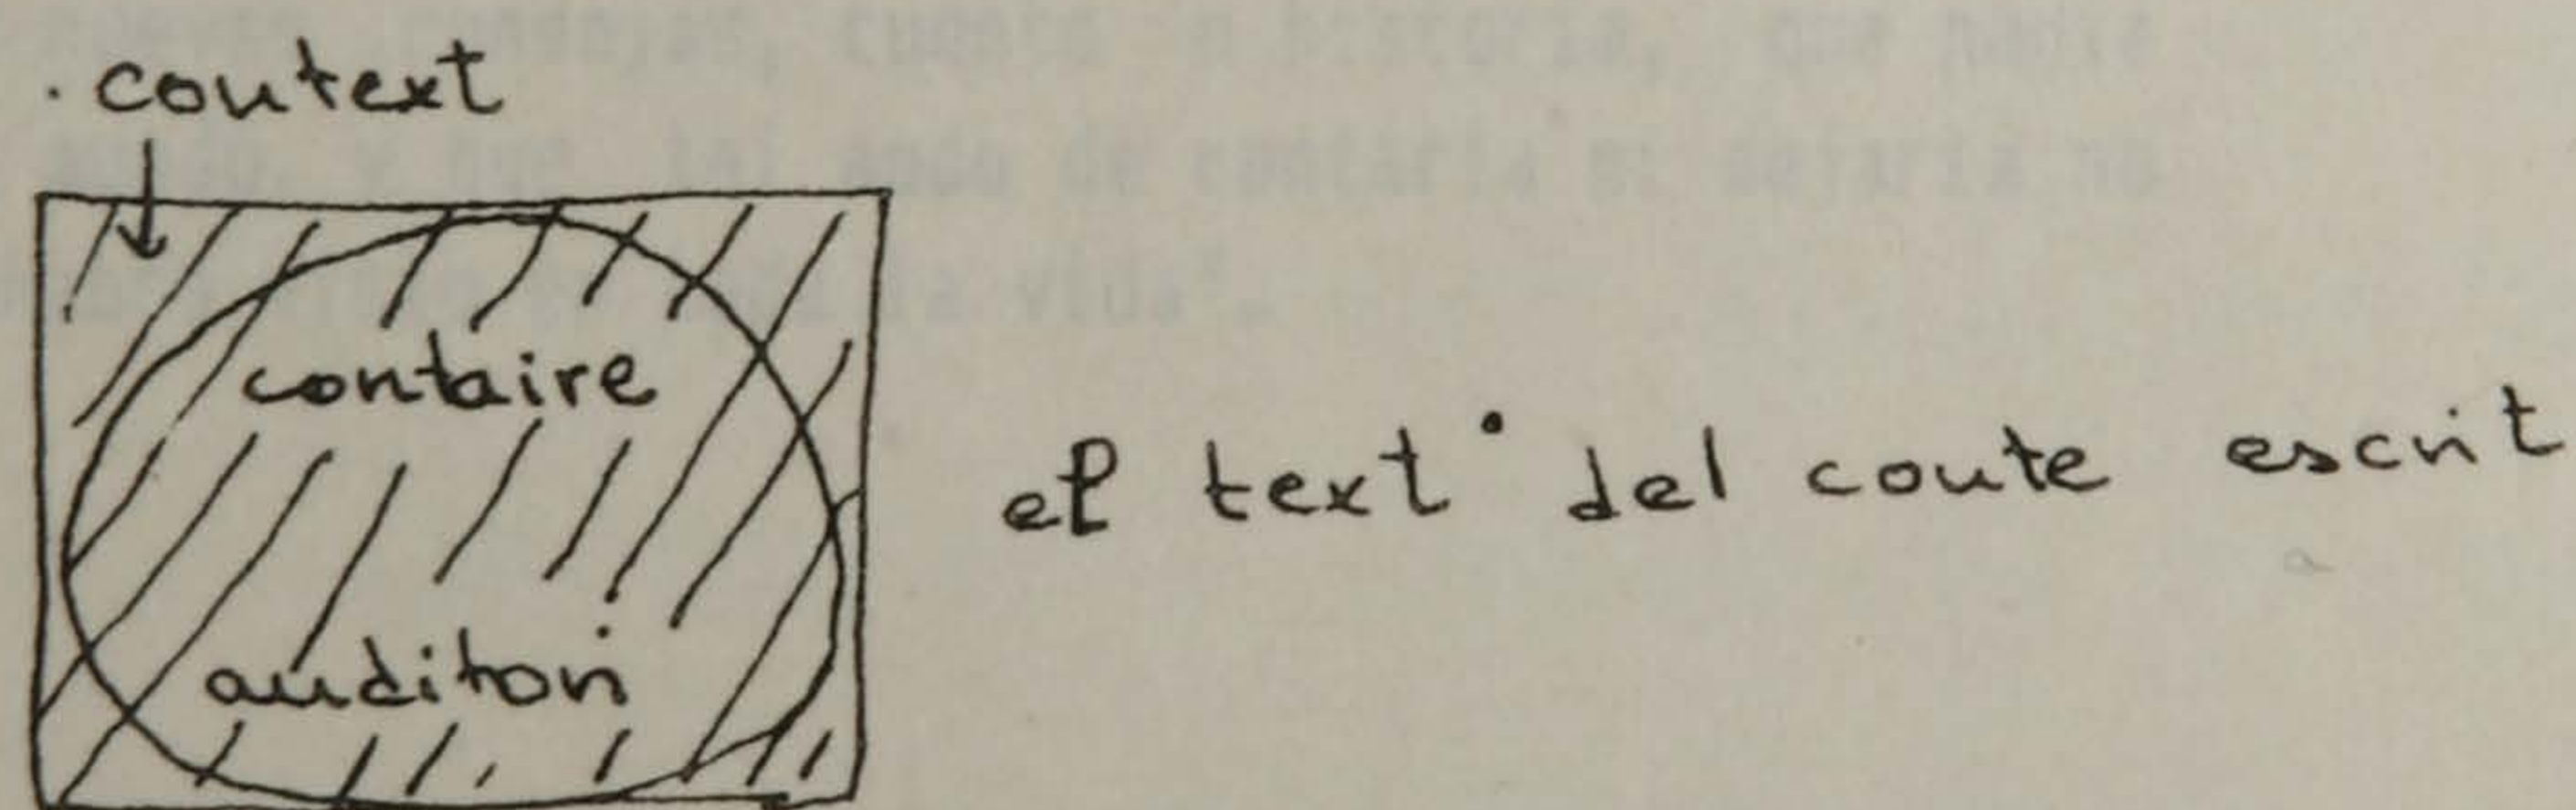 · context
contaire
el text del conte escrit
auditori